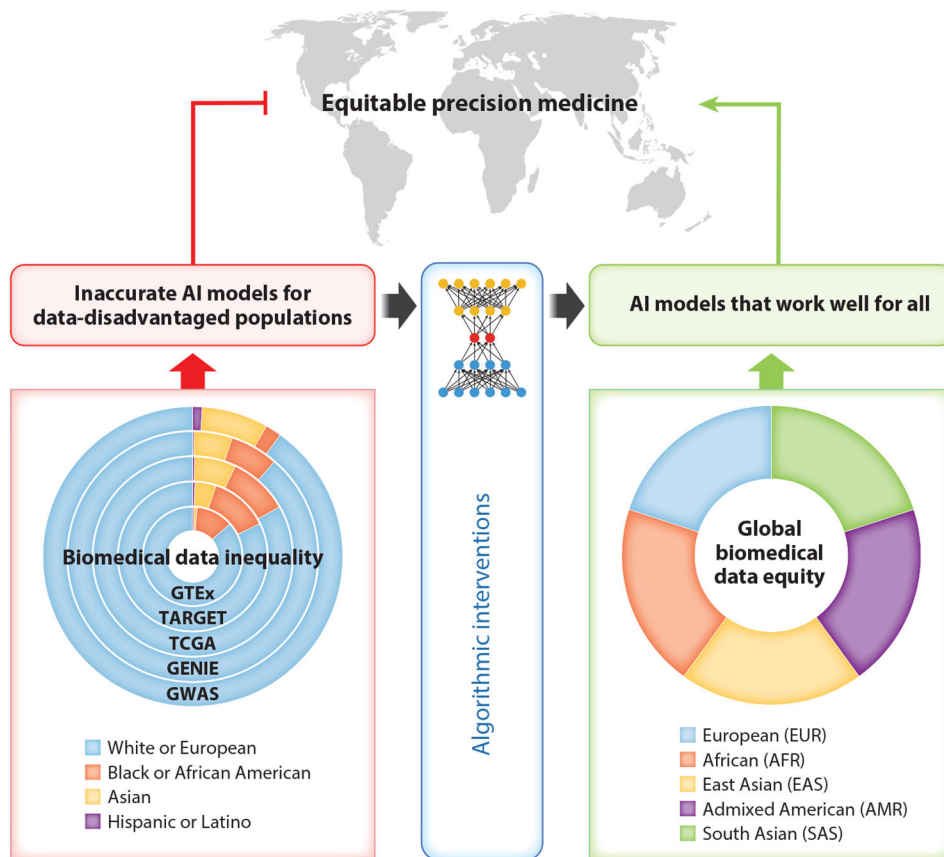 Equitable precision medicine
Inaccurate AI models for
data-disadvantaged populations
AI models that work well for all
Algorithmic interventions
Biomedical data inequality
GTEx
TARGET
TCGA
GENIE
GWAS
White or European
Black or African American
Asian
Hispanic or Latino
Global
biomedical
data equity
European (EUR)
African (AFR)
East Asian (EAS)
Admixed American (AMR)
South Asian (SAS)